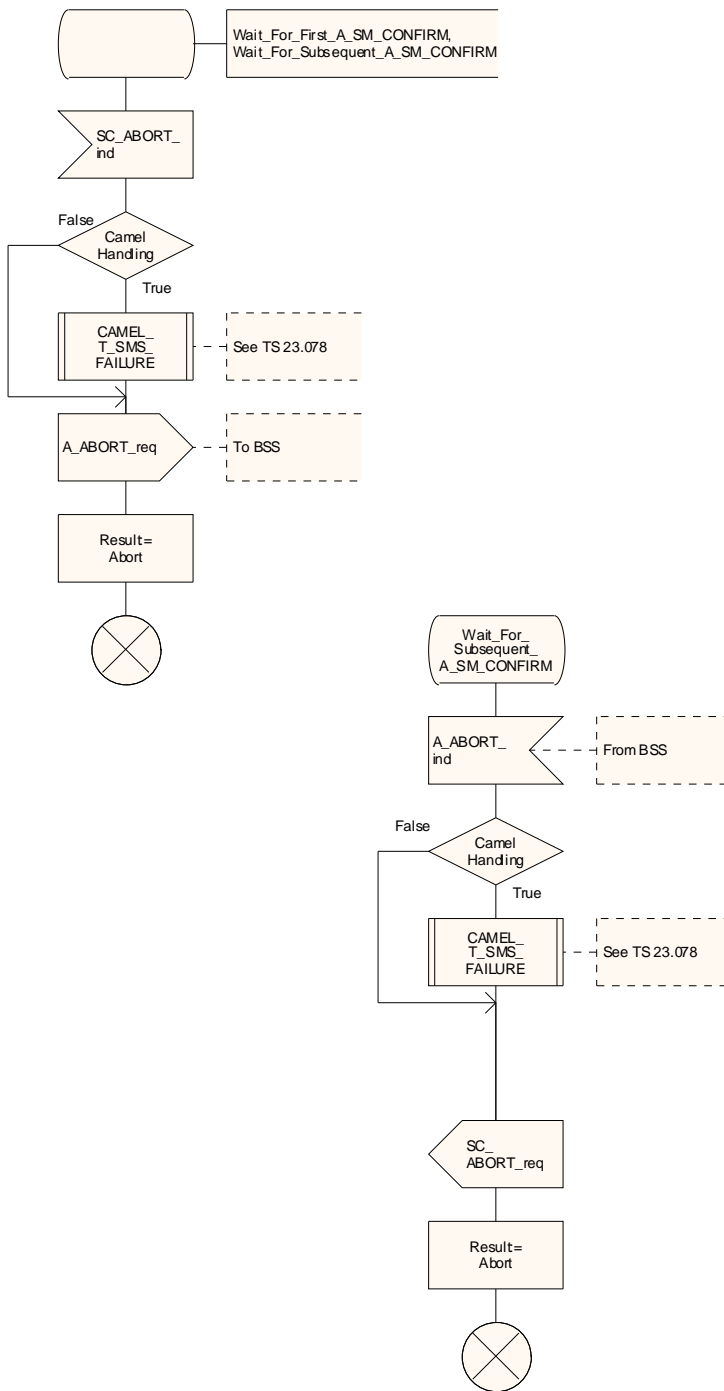 Wait_For_First_A_SM_CONFIRM,
Wait_For_Subsequent_A_SM_CONFIRM
SC_ABORT_
ind
False
Camel
Handling
True
CAMEL_
T_SMS_
FAILURE
See TS 23.078
A_ABORT_req
To BSS
Result=
Abort
Wait_For_
Subsequent_
A_SM_CONFIRM
A_ABORT_
ind
From BSS
False
Camel
Handling
True
CAMEL_
T_SMS_
FAILURE
See TS 23.078
SC_
ABORT_req
Result=
Abort